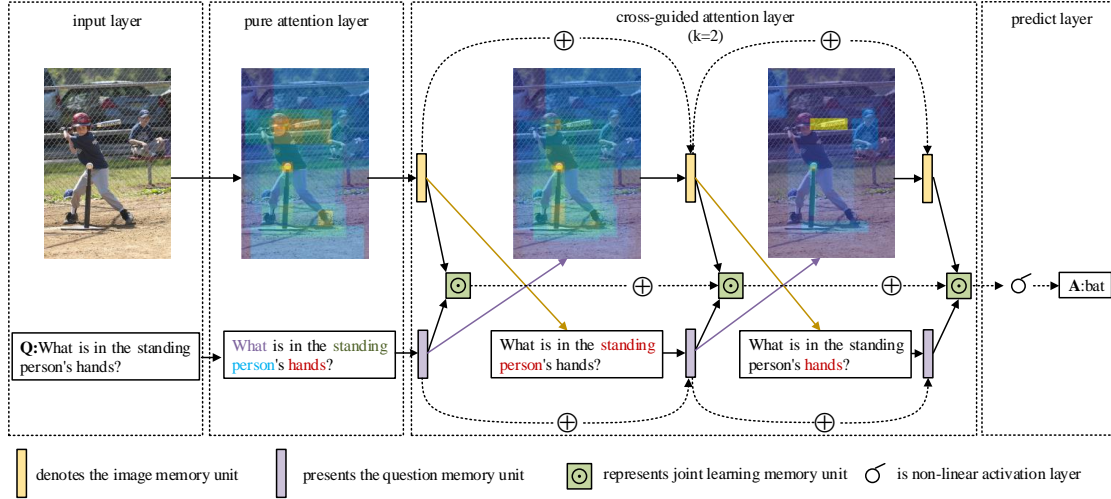 input layer
pure attention layer
cross-guided attention layer
(k=2)
predict layer
Q:What is in the standing
person's hands?
What is in the standing
person's hands?
What is in the standing
person's hands?
What is in the standing
person's hands?
A:bat
denotes the image memory unit
presents the question memory unit
represents joint learning memory unit
is non-linear activation layer